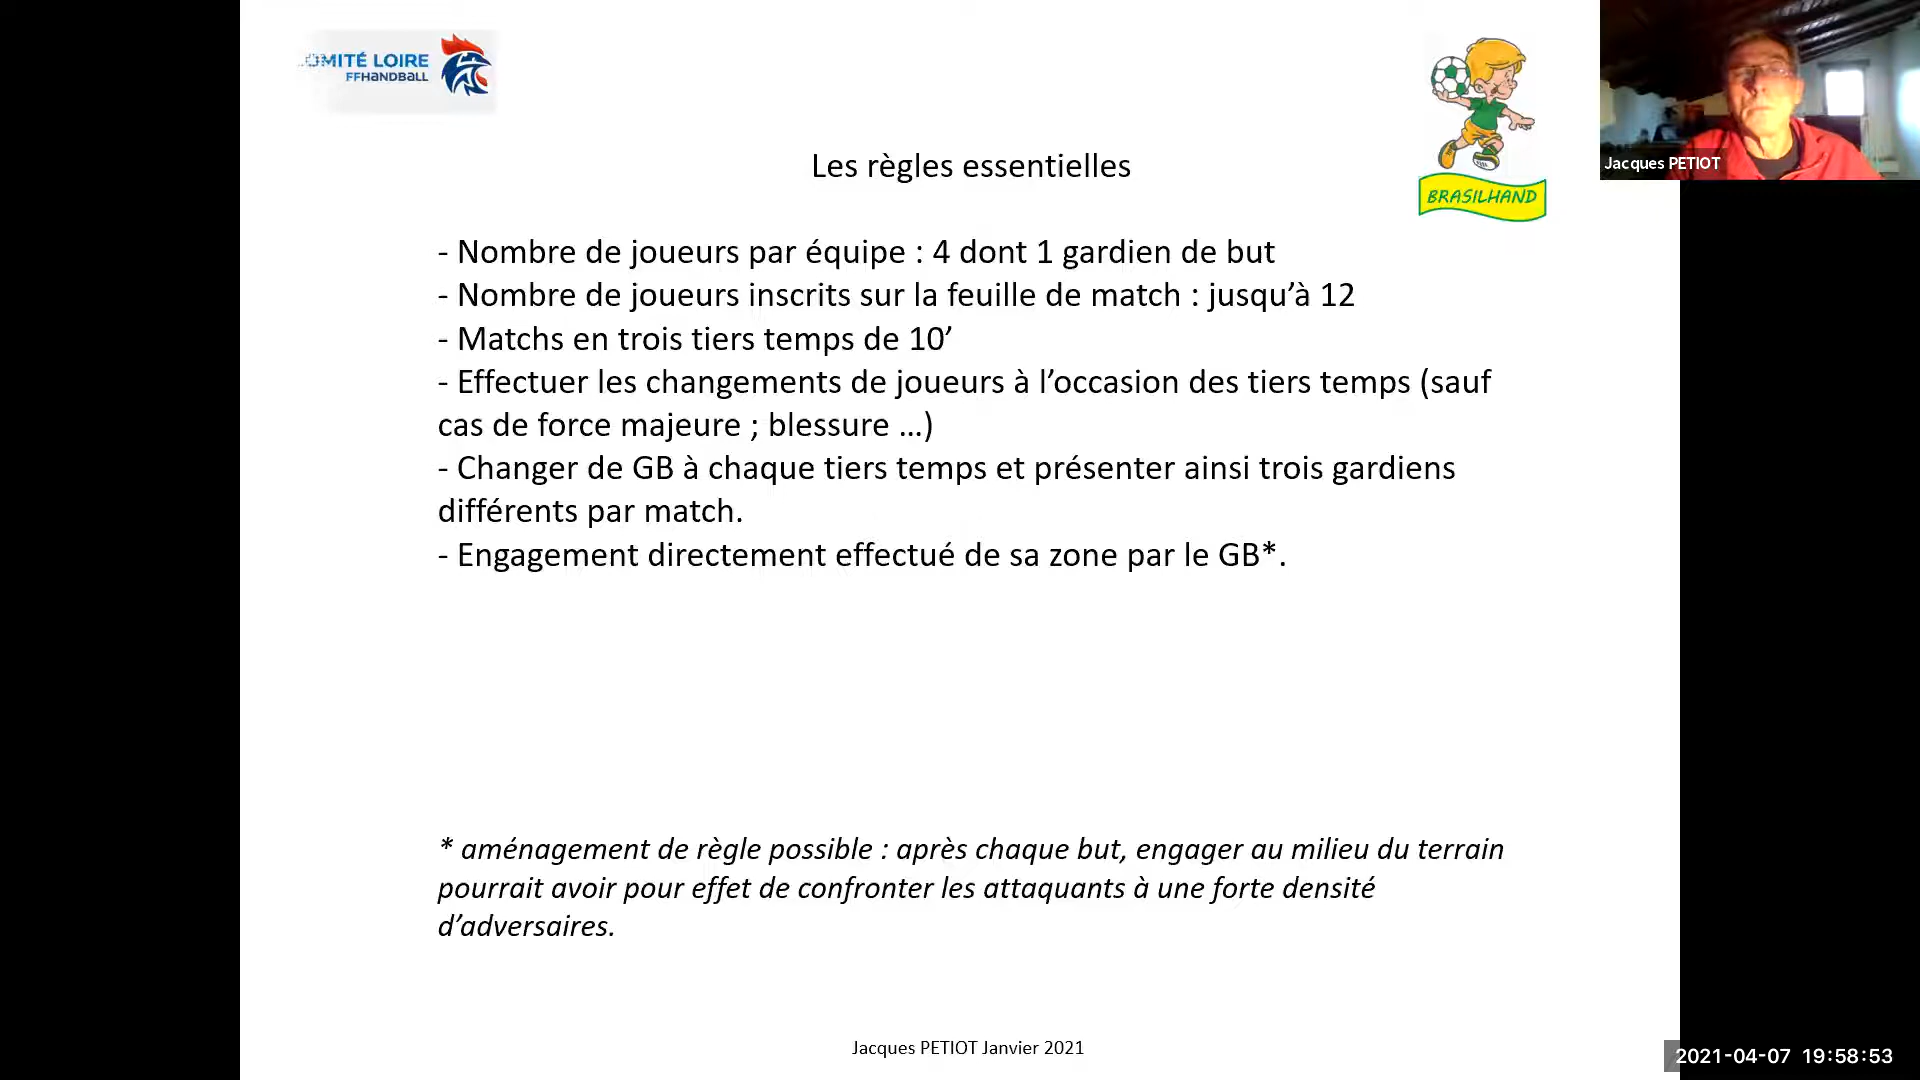 OMITÉ LOIRE
FFHANDBALL
BRASILHAND
Jacques PETIOT
Les règles essentielles
- Nombre de joueurs par équipe : 4 dont 1 gardien de but
- Nombre de joueurs inscrits sur la feuille de match : jusqu’à 12
- Matchs en trois tiers temps de 10’
- Effectuer les changements de joueurs à l’occasion des tiers temps (sauf
cas de force majeure ; blessure ...)
- Changer de GB à chaque tiers temps et présenter ainsi trois gardiens
différents par match.
- Engagement directement effectué de sa zone par le GB*.
* aménagement de règle possible : après chaque but, engager au milieu du terrain
pourrait avoir pour effet de confronter les attaquants à une forte densité
d’adversaires.
Jacques PETIOT Janvier 2021
2021-04-07 19:58:53